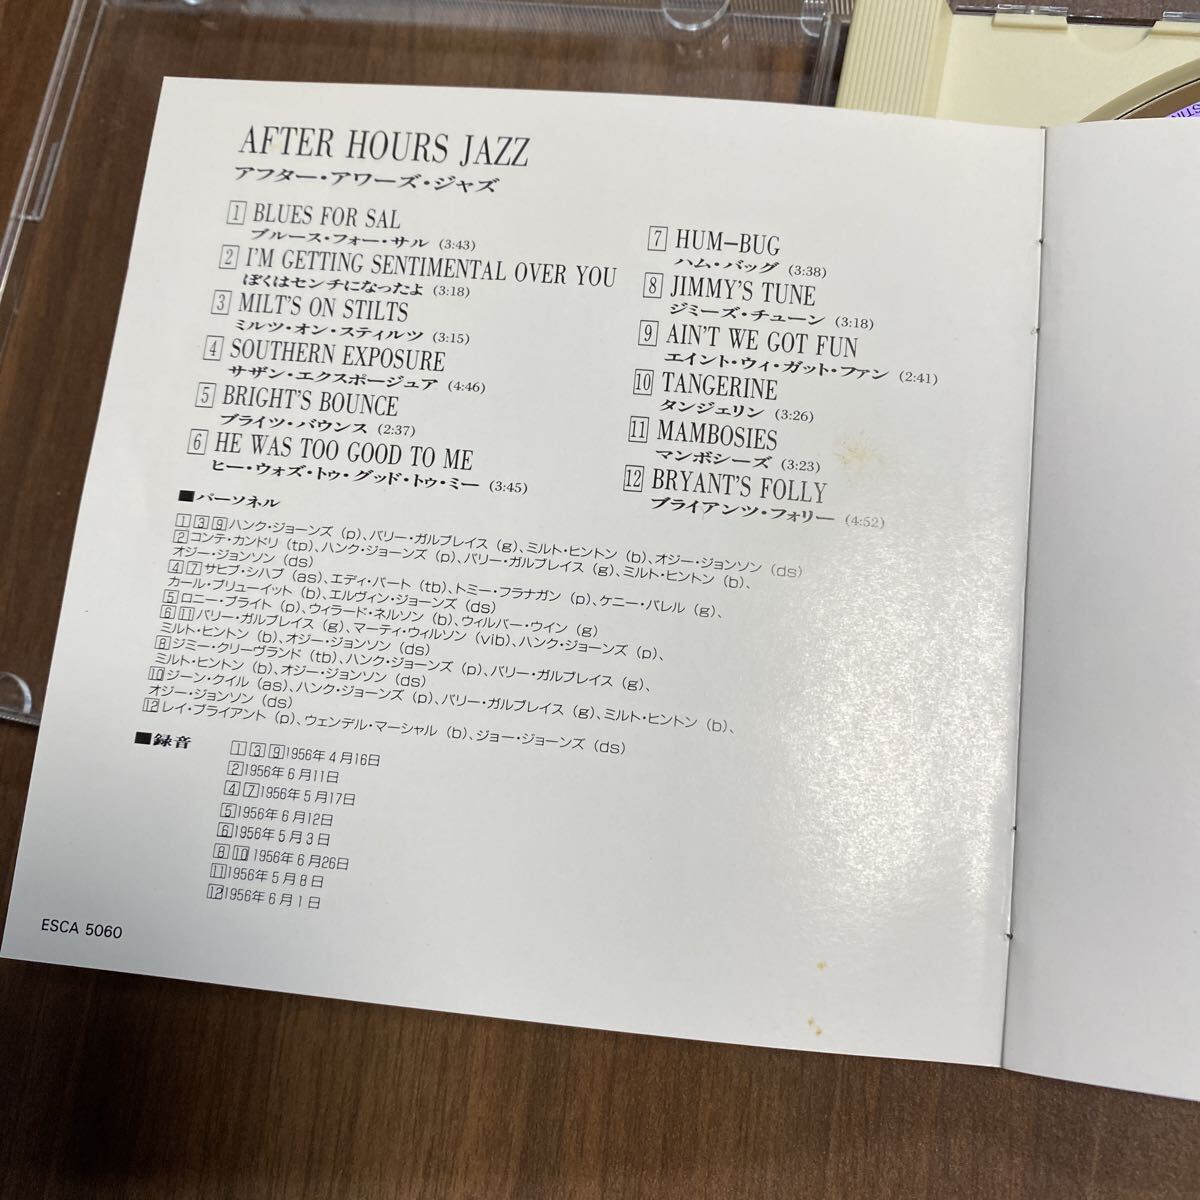 AFTER HOURS JAZZ
アフター・アワーズ・ジャズ
1 BLUES FOR SAL
ブルース・フォー・サル (3:43)
2 I'M GETTING SENTIMENTAL OVER YOU
ぼくはセンチになったよ (3:18)
3 MILT'S ON STILTS
ミルツ・オン・スティルツ (3:15)
4 SOUTHERN EXPOSURE
サザン・エクスポージュア (4:46)
5 BRIGHT'S BOUNCE
ブライツ・バウンス (2:37)
6 HE WAS TOO GOOD TO ME
ヒー・ウォズ・トゥ・グッド・トゥ・ミー (3:45)
7 HUM-BUG
ハム・バッグ (3:38)
8 JIMMY'S TUNE
ジミーズ・チューン (3:18)
9 AIN'T WE GOT FUN
エイント・ウィ・ガット・ファン (2:41)
10 TANGERINE
タンジェリン (3:26)
11 MAMBOSIES
マンボシーズ (3:23)
12 BRYANT'S FOLLY
ブライアンツ・フォリー (4:52)
■パーソネル
1 3 9 ハンク・ジョーンズ (p)、バリー・ガルブレイス (g)、ミルト・ヒントン (b)、オジー・ジョンソン (ds)
2 コンテ・カンドリ (tp)、ハンク・ジョーンズ (p)、バリー・ガルブレイス (g)、ミルト・ヒントン (b)、
オジー・ジョンソン (ds)
4 7 サヒブ・シハブ (as)、エディ・バート (tb)、トミー・フラナガン (p)、ケニー・バレル (g)、
カール・プリューイット (b)、エルヴィン・ジョーンズ (ds)
5 ロニー・ブライト (p)、ウィラード・ネルソン (b)、ウィルバー・ウイン (g)
6 11 バリー・ガルブレイス (g)、マーティ・ウィルソン (vib)、ハンク・ジョーンズ (p)、
ミルト・ヒントン (b)、オジー・ジョンソン (ds)
8 ジミー・クリーヴランド (tb)、ハンク・ジョーンズ (p)、バリー・ガルブレイス (g)、
ミルト・ヒントン (b)、オジー・ジョンソン (ds)
10 ジーン・クイル (as)、ハンク・ジョーンズ (p)、バリー・ガルブレイス (g)、ミルト・ヒントン (b)、
オジー・ジョンソン (ds)
12 レイ・ブライアント (p)、ウェンデル・マーシャル (b)、ジョー・ジョーンズ (ds)
■録音 1 3 9 1956年4月16日
2 1956年6月11日
4 7 1956年5月17日
5 1956年6月12日
6 1956年5月3日
8 10 1956年6月26日
11 1956年5月8日
12 1956年6月1日
ESCA 5060